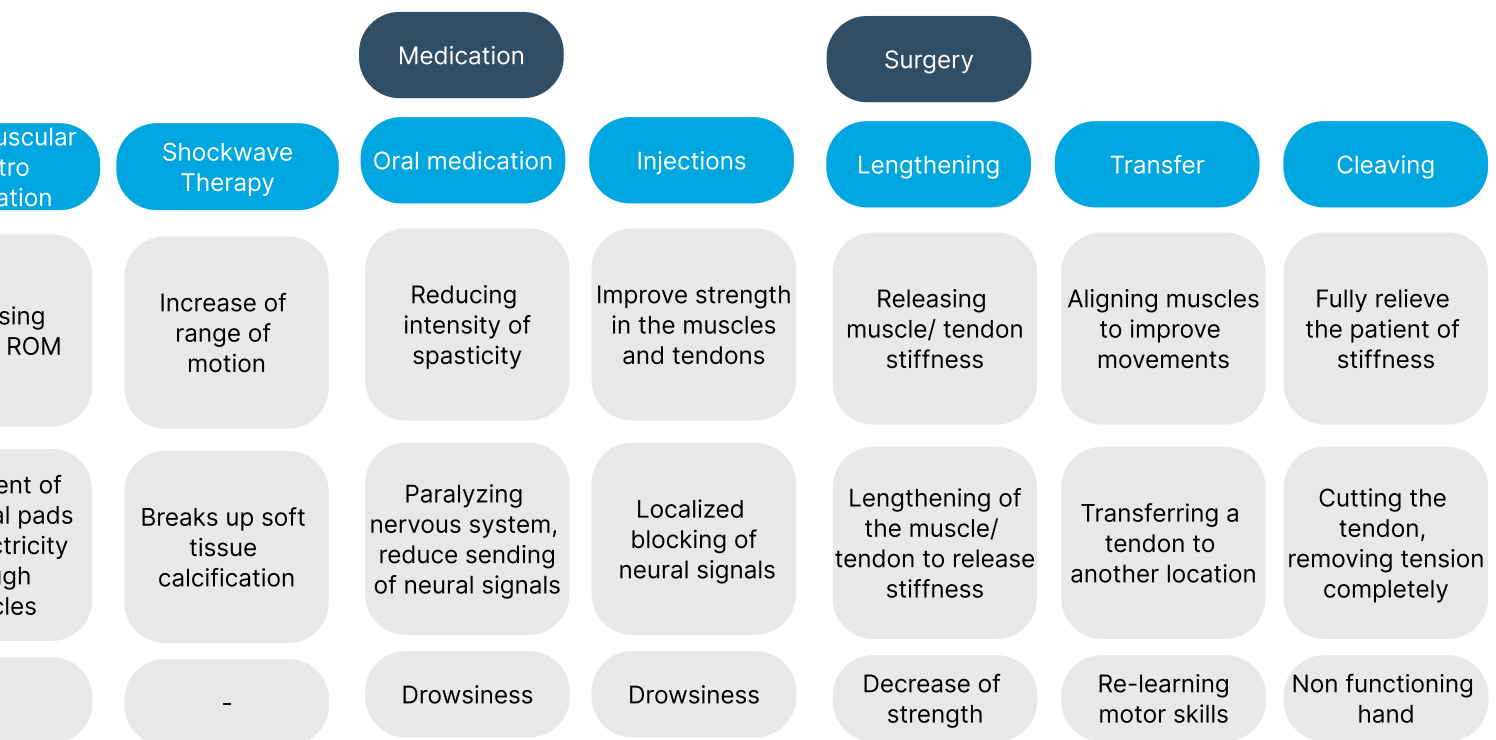 Medication
Surgery
Shockwave
Therapy
Oral medication
Injections
Lengthening
Transfer
Cleaving
ROM
Increase of
range of
motion
Reducing
intensity of
spasticity
Improve strength
in the muscles
and tendons
Releasing
muscle/ tendon
stiffness
Aligning muscles
to improve
movements
Fully relieve
the patient of
stiffness
of
pads
Breaks up soft
tissue
calcification
Paralyzing
nervous system,
reduce sending
of neural signals
Localized
blocking of
neural signals
Lengthening of
the muscle/
tendon to release
stiffness
Transferring a
tendon to
another location
Cutting the
tendon,
removing tension
completely
-
Drowsiness
Drowsiness
Decrease of
strength
Re-learning
motor skills
Non functioning
hand